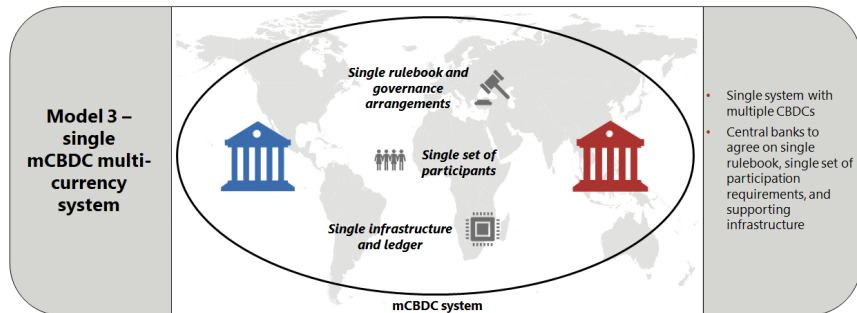 Model 3 –
single
mCBDC multi-
currency
system
Single rulebook and
governance
arrangements
Single set of
participants
Single infrastructure
and ledger
mCBDC system
• Single system with
multiple CBDCs
• Central banks to
agree on single
rulebook, single set of
participation
requirements, and
supporting
infrastructure